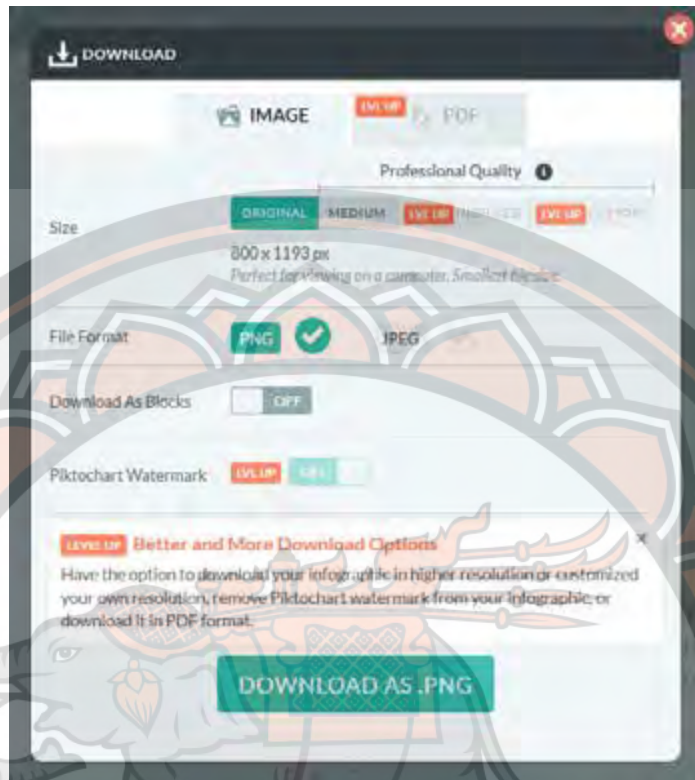 DOWNLOAD
IMAGE
LVL UP PDF
Professional Quality
Size
ORIGINAL MEDIUM LVL UP LVL UP
800 x 1193 px
Perfect for viewing on a computer. Smallest file size.
File Format
PNG JPEG
Download As Blocks
OFF
Piktochart Watermark
LVL UP
LEVEL UP Better and More Download Options
Have the option to download your infographic in higher resolution or customized
your own resolution, remove Piktochart watermark from your infographic, or
download it in PDF format.
DOWNLOAD AS .PNG